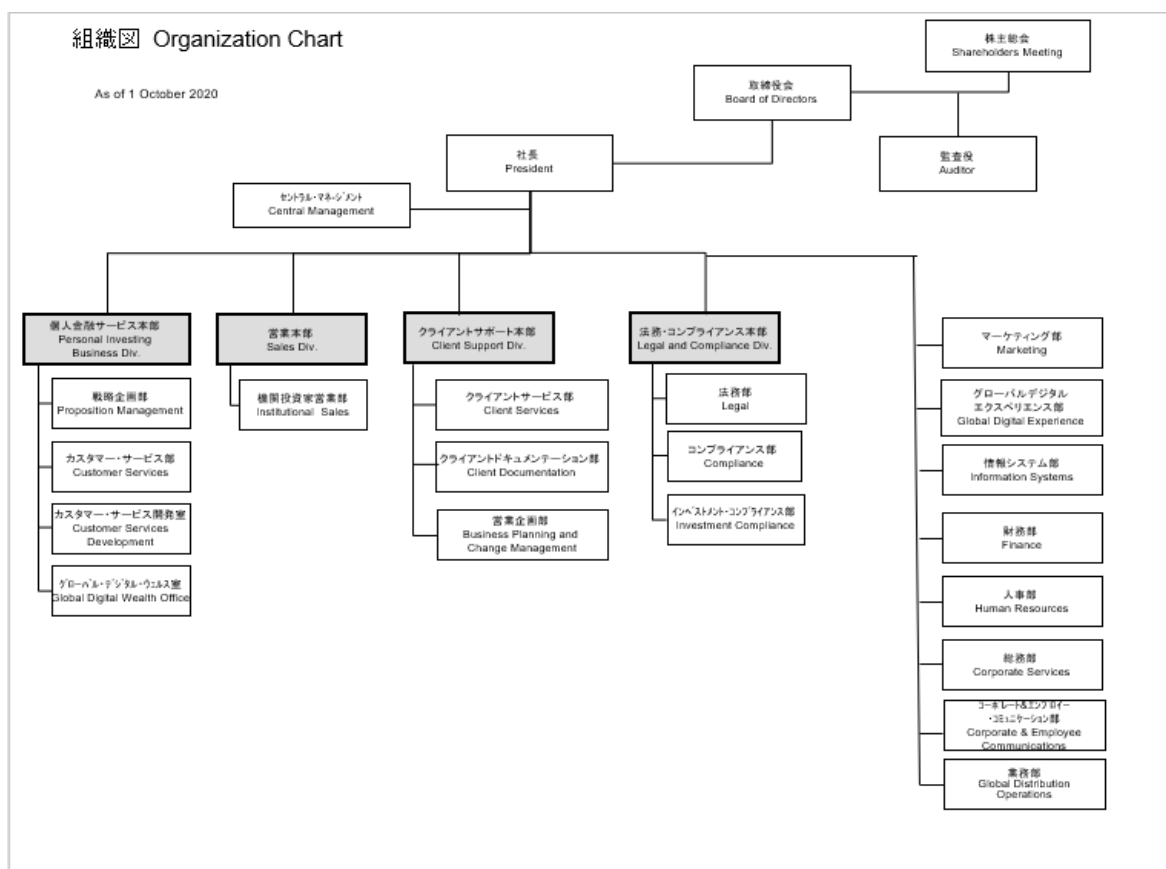 組織図 Organization Chart
As of 1 October 2020
株主総会
Shareholders Meeting
取締役会
Board of Directors
監査役
Auditor
社長
President
ｾﾝﾄﾗﾙ・ﾏﾈｰｼﾞﾒﾝﾄ
Central Management
個人金融サービス本部
Personal Investing
Business Div.
戦略企画部
Proposition Management
カスタマー・サービス部
Customer Services
カスタマー・サービス開発室
Customer Services
Development
ｸﾞﾛｰﾊﾞﾙ・ﾃﾞｼﾞﾀﾙ・ｳｪﾙｽ室
Global Digital Wealth Office
営業本部
Sales Div.
機関投資家営業部
Institutional Sales
クライアントサポート本部
Client Support Div.
クライアントサービス部
Client Services
クライアントドキュメンテーション部
Client Documentation
営業企画部
Business Planning and
Change Management
法務・コンプライアンス本部
Legal and Compliance Div.
法務部
Legal
コンプライアンス部
Compliance
ｲﾝﾍﾞｽﾄﾒﾝﾄ・ｺﾝﾌﾟﾗｲｱﾝｽ部
Investment Compliance
マーケティング部
Marketing
グローバルデジタル
エクスペリエンス部
Global Digital Experience
情報システム部
Information Systems
財務部
Finance
人事部
Human Resources
総務部
Corporate Services
ｺｰﾎﾟﾚｰﾄ&ｴﾝﾌﾟﾛｲｰ
・ｺﾐｭﾆｹｰｼｮﾝ部
Corporate & Employee
Communications
業務部
Global Distribution
Operations